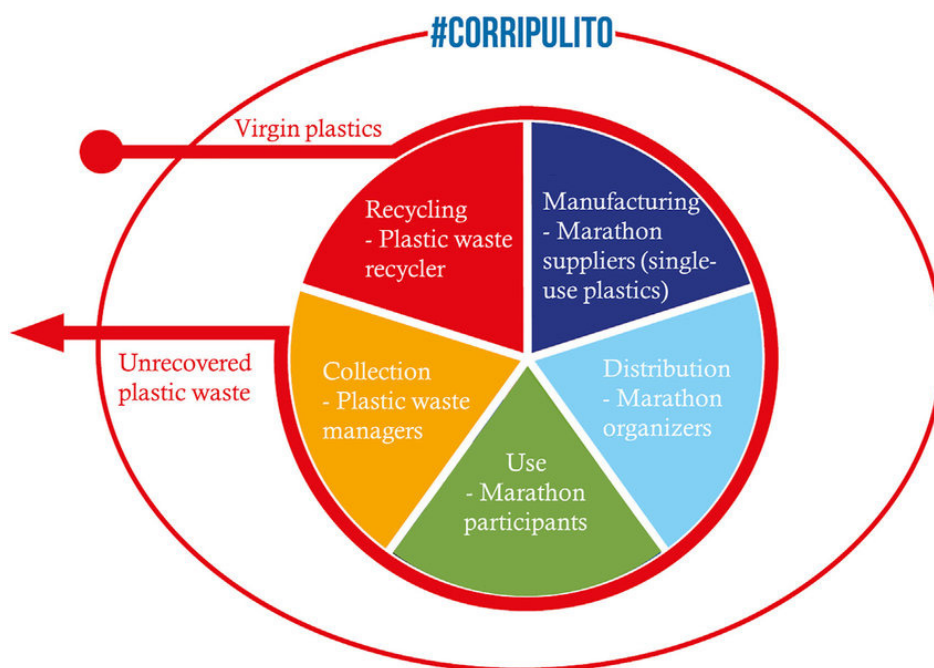 #CORRIPULITO
Virgin plastics
Recycling
- Plastic waste
recycler
Manufacturing
- Marathon
suppliers (single-
use plastics)
Unrecovered
plastic waste
Collection
- Plastic waste
managers
Distribution
- Marathon
organizers
Use
- Marathon
participants